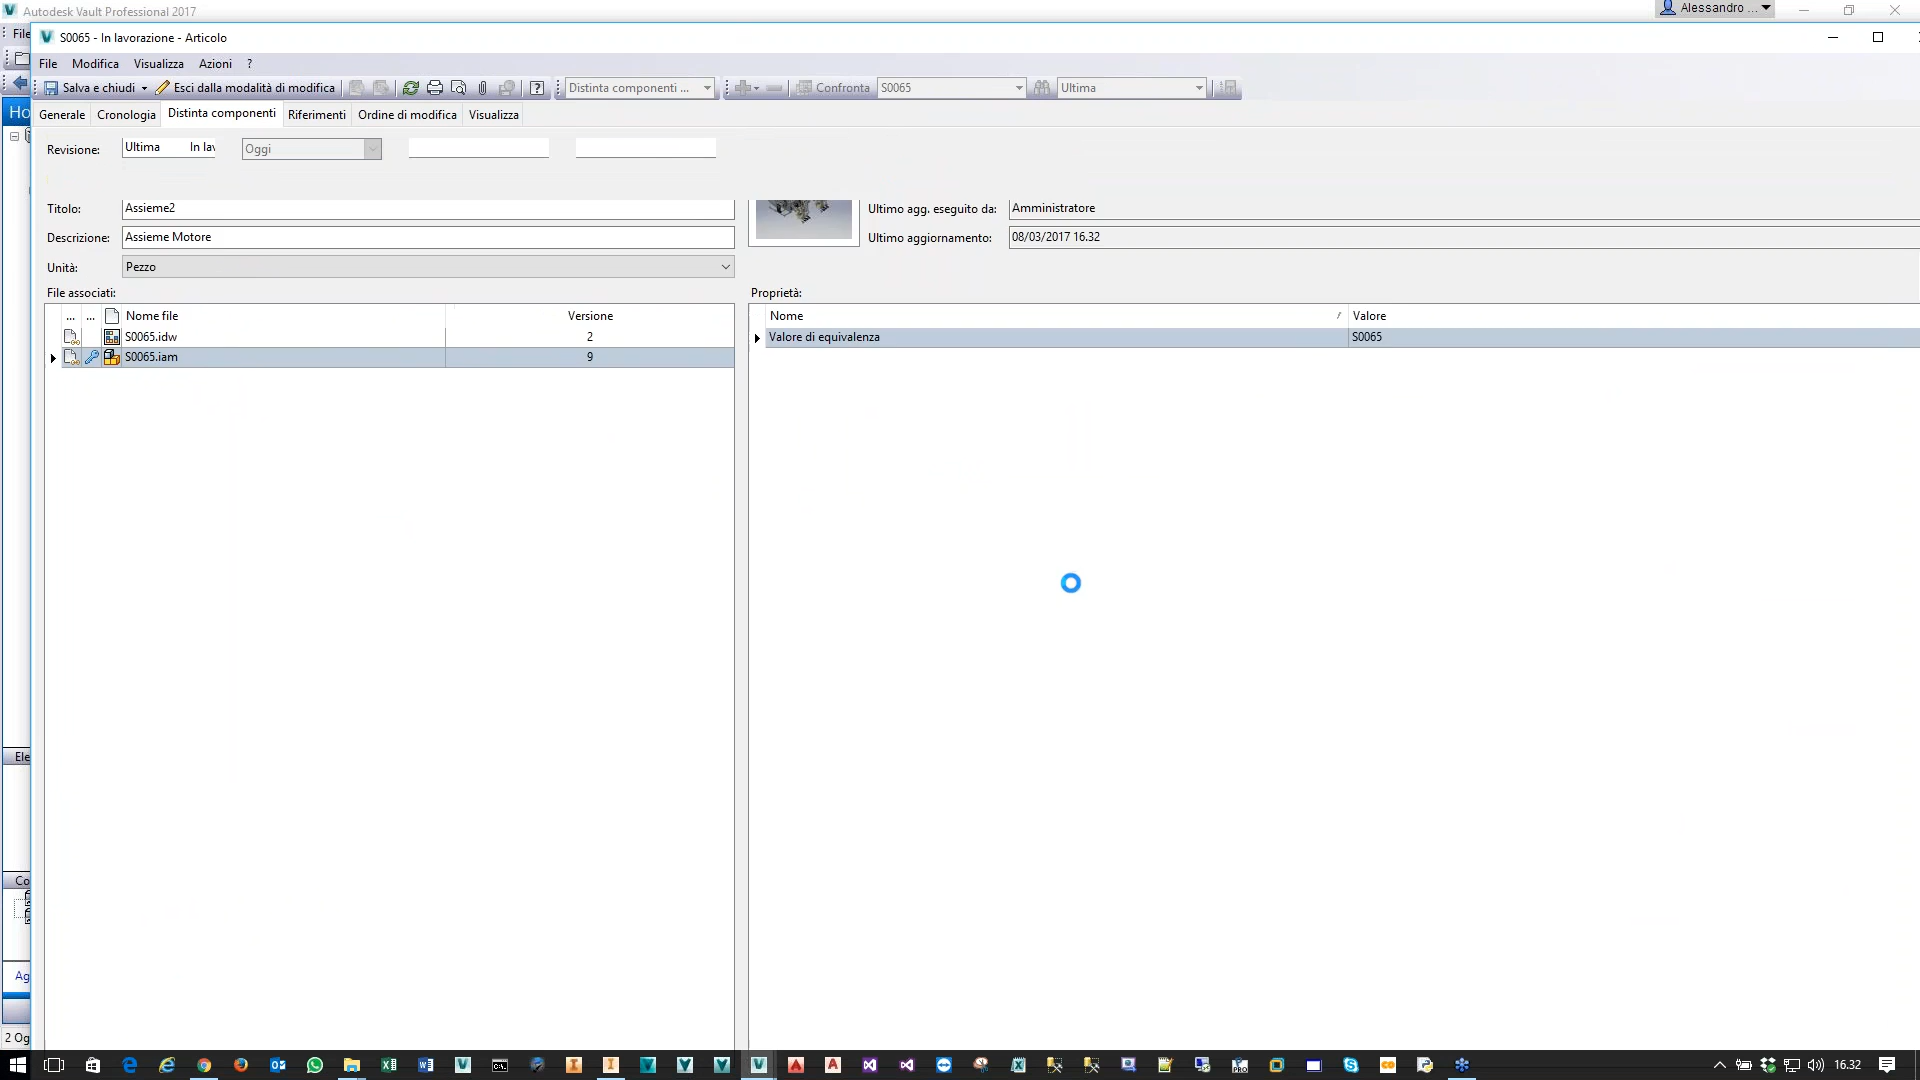 Autodesk Vault Professional 2017
Alessandro ...
File
S0065 - In lavorazione - Articolo
File Modifica Visualizza Azioni ?
Salva e chiudi Esci dalla modalità di modifica Distinta componenti ... Confronta S0065 Ultima
Ho
Generale Cronologia Distinta componenti Riferimenti Ordine di modifica Visualizza
Revisione: Ultima In lav Oggi
Titolo: Assieme2 Ultimo agg. eseguito da: Amministratore
Descrizione: Assieme Motore Ultimo aggiornamento: 08/03/2017 16.32
Unità: Pezzo
File associati: Proprietà:
... ... Nome file Versione Nome Valore
S0065.idw 2 Valore di equivalenza S0065
S0065.iam 9
Ele
Co
Ag
2 Og
16.32